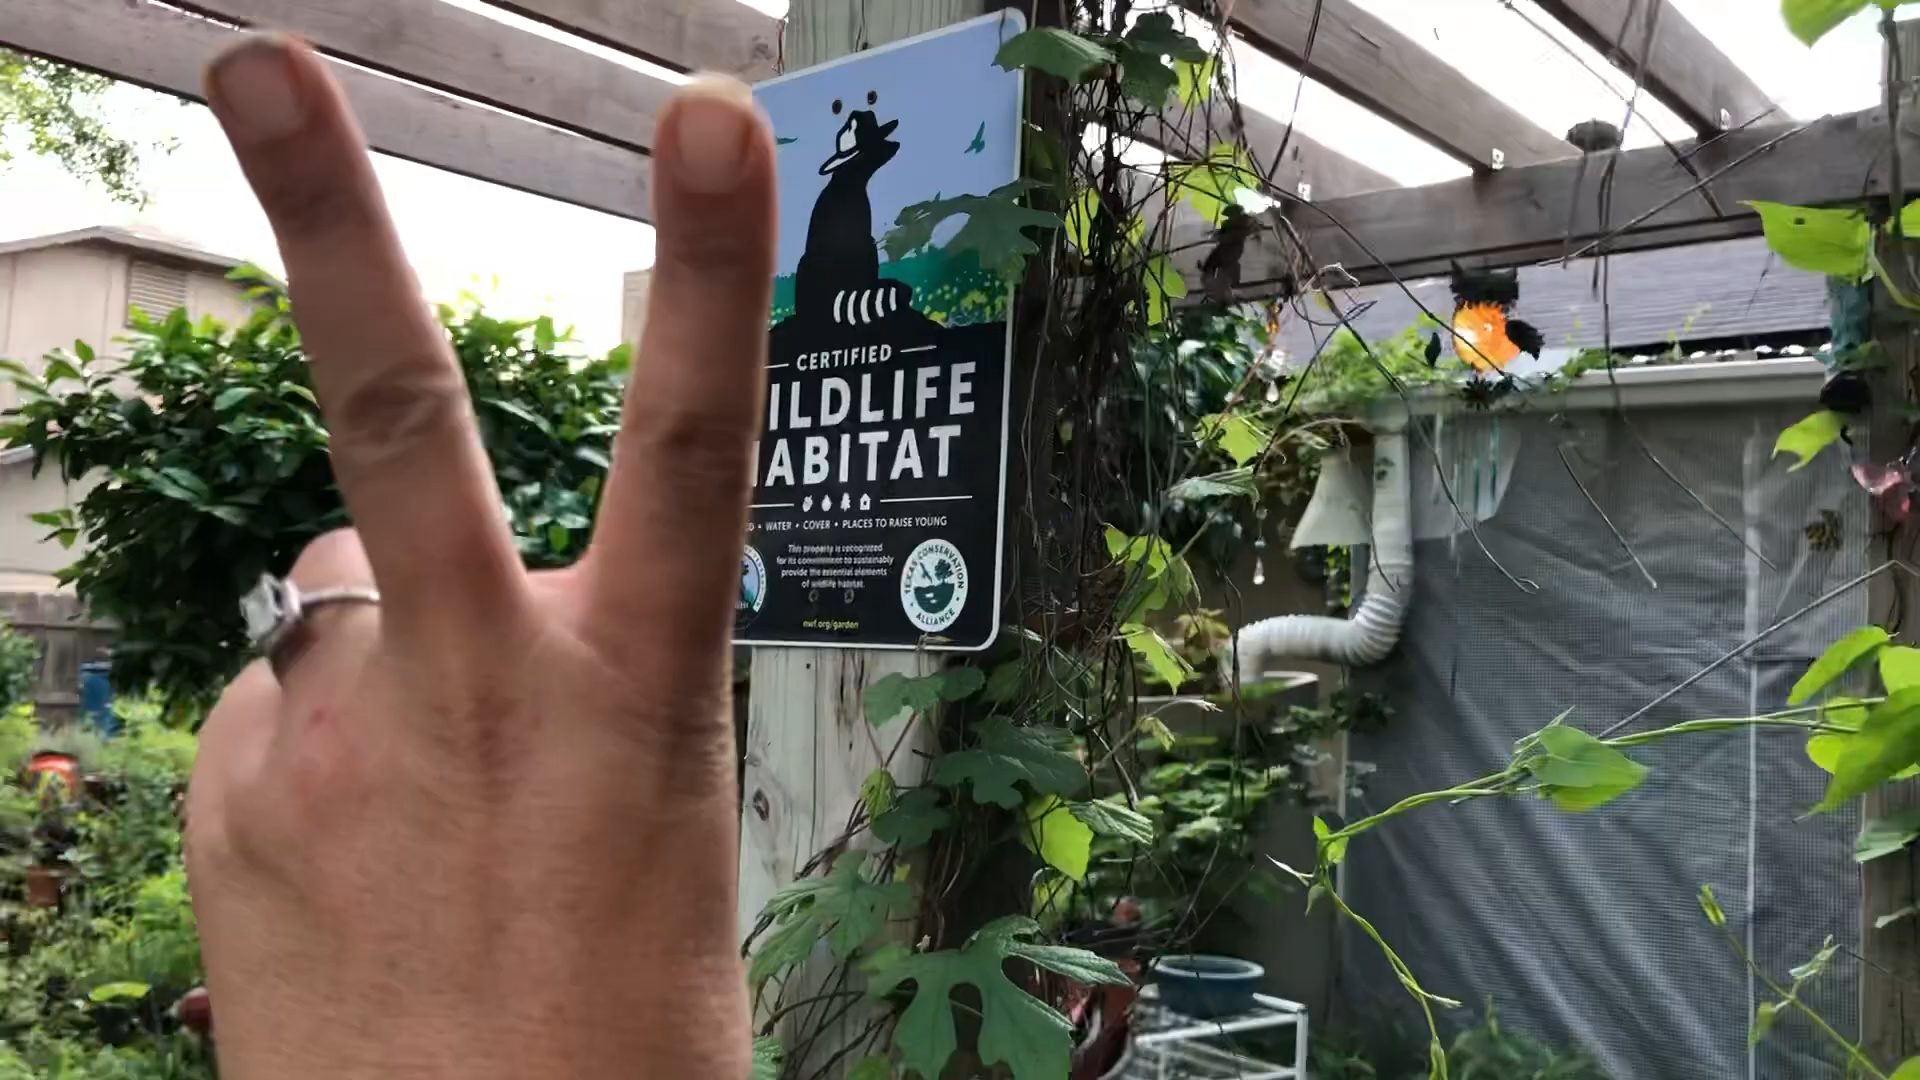 CERTIFIED
ILDLIFE
ABITAT
D • WATER • COVER • PLACES TO RAISE YOUNG
This property is recognized
for its commitment to sustainably
provide the essential elements
of wildlife habitat.
TEXAS CONSERVATION ALLIANCE
nwf.org/garden